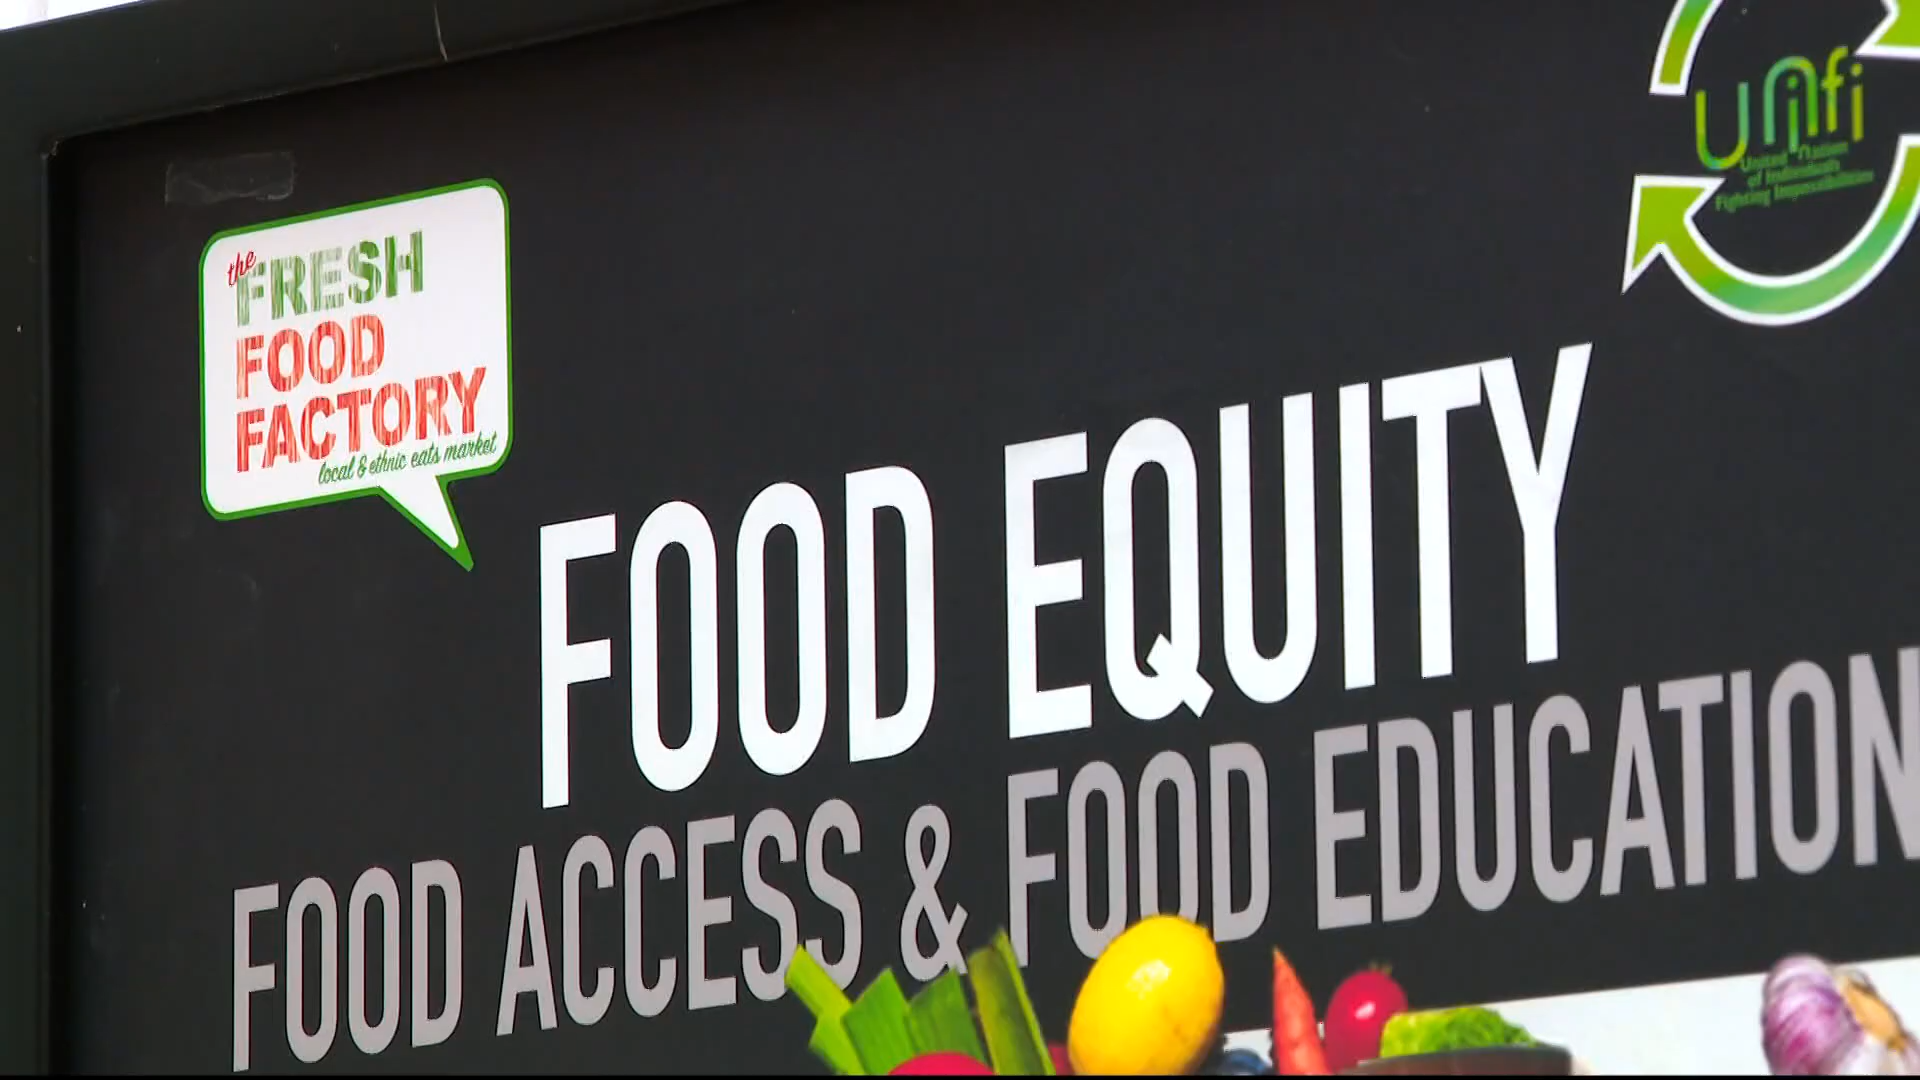 the
FRESH
FOOD
FACTORY
local & ethnic eats market
unifi
United Nation
of Individuals
Fighting Impossibilities
FOOD EQUITY
FOOD ACCESS & FOOD EDUCATION